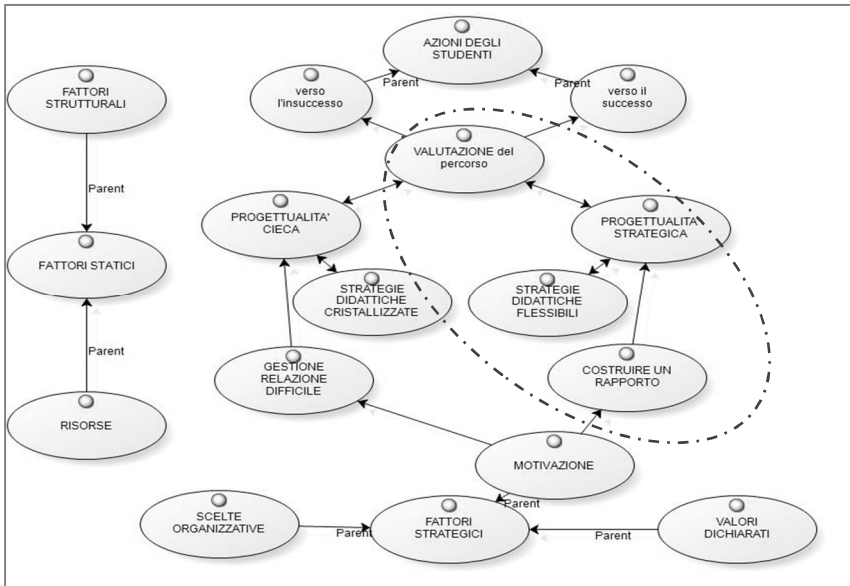 AZIONI DEGLI
STUDENTI
FATTORI
STRUTTURALI
verso
l'insuccesso
verso il
successo
Parent
Parent
VALUTAZIONE del
percorso
Parent
PROGETTUALITA'
CIECA
PROGETTUALITA'
STRATEGICA
FATTORI STATICI
STRATEGIE
DIDATTICHE
CRISTALLIZZATE
STRATEGIE
DIDATTICHE
FLESSIBILI
Parent
GESTIONE
RELAZIONE
DIFFICILE
COSTRUIRE UN
RAPPORTO
RISORSE
MOTIVAZIONE
Parent
SCELTE
ORGANIZZATIVE
FATTORI
STRATEGICI
VALORI
DICHIARATI
Parent
Parent